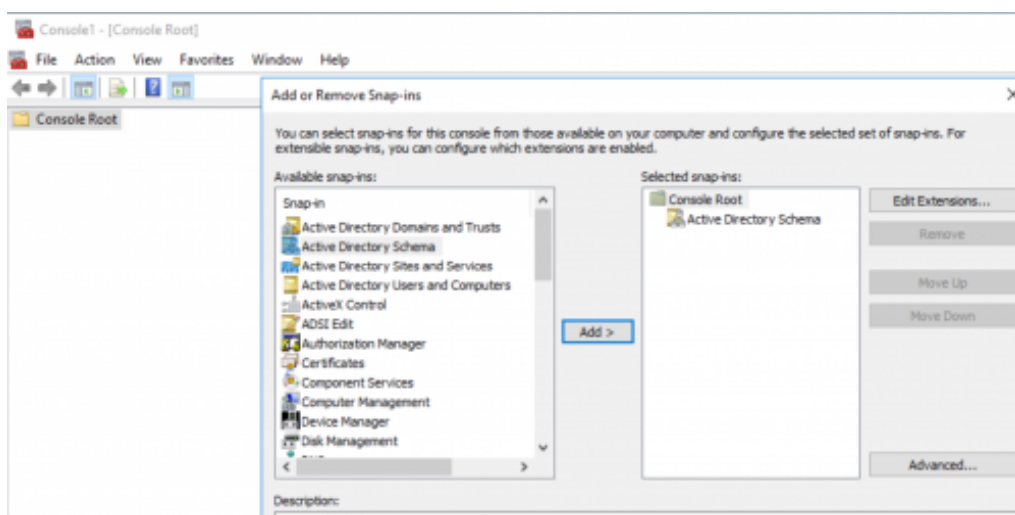 Console1 - [Console Root]
File Action View Favorites Window Help
Console Root
Add or Remove Snap-ins
You can select snap-ins for this console from those available on your computer and configure the selected set of snap-ins. For
extensible snap-ins, you can configure which extensions are enabled.
Available snap-ins:
Snap-in
Active Directory Domains and Trusts
Active Directory Schema
Active Directory Sites and Services
Active Directory Users and Computers
ActiveX Control
ADSI Edit
Authorization Manager
Certificates
Component Services
Computer Management
Device Manager
Disk Management
Add >
Selected snap-ins:
Console Root
Active Directory Schema
Edit Extensions...
Remove
Move Up
Move Down
Advanced...
Description: